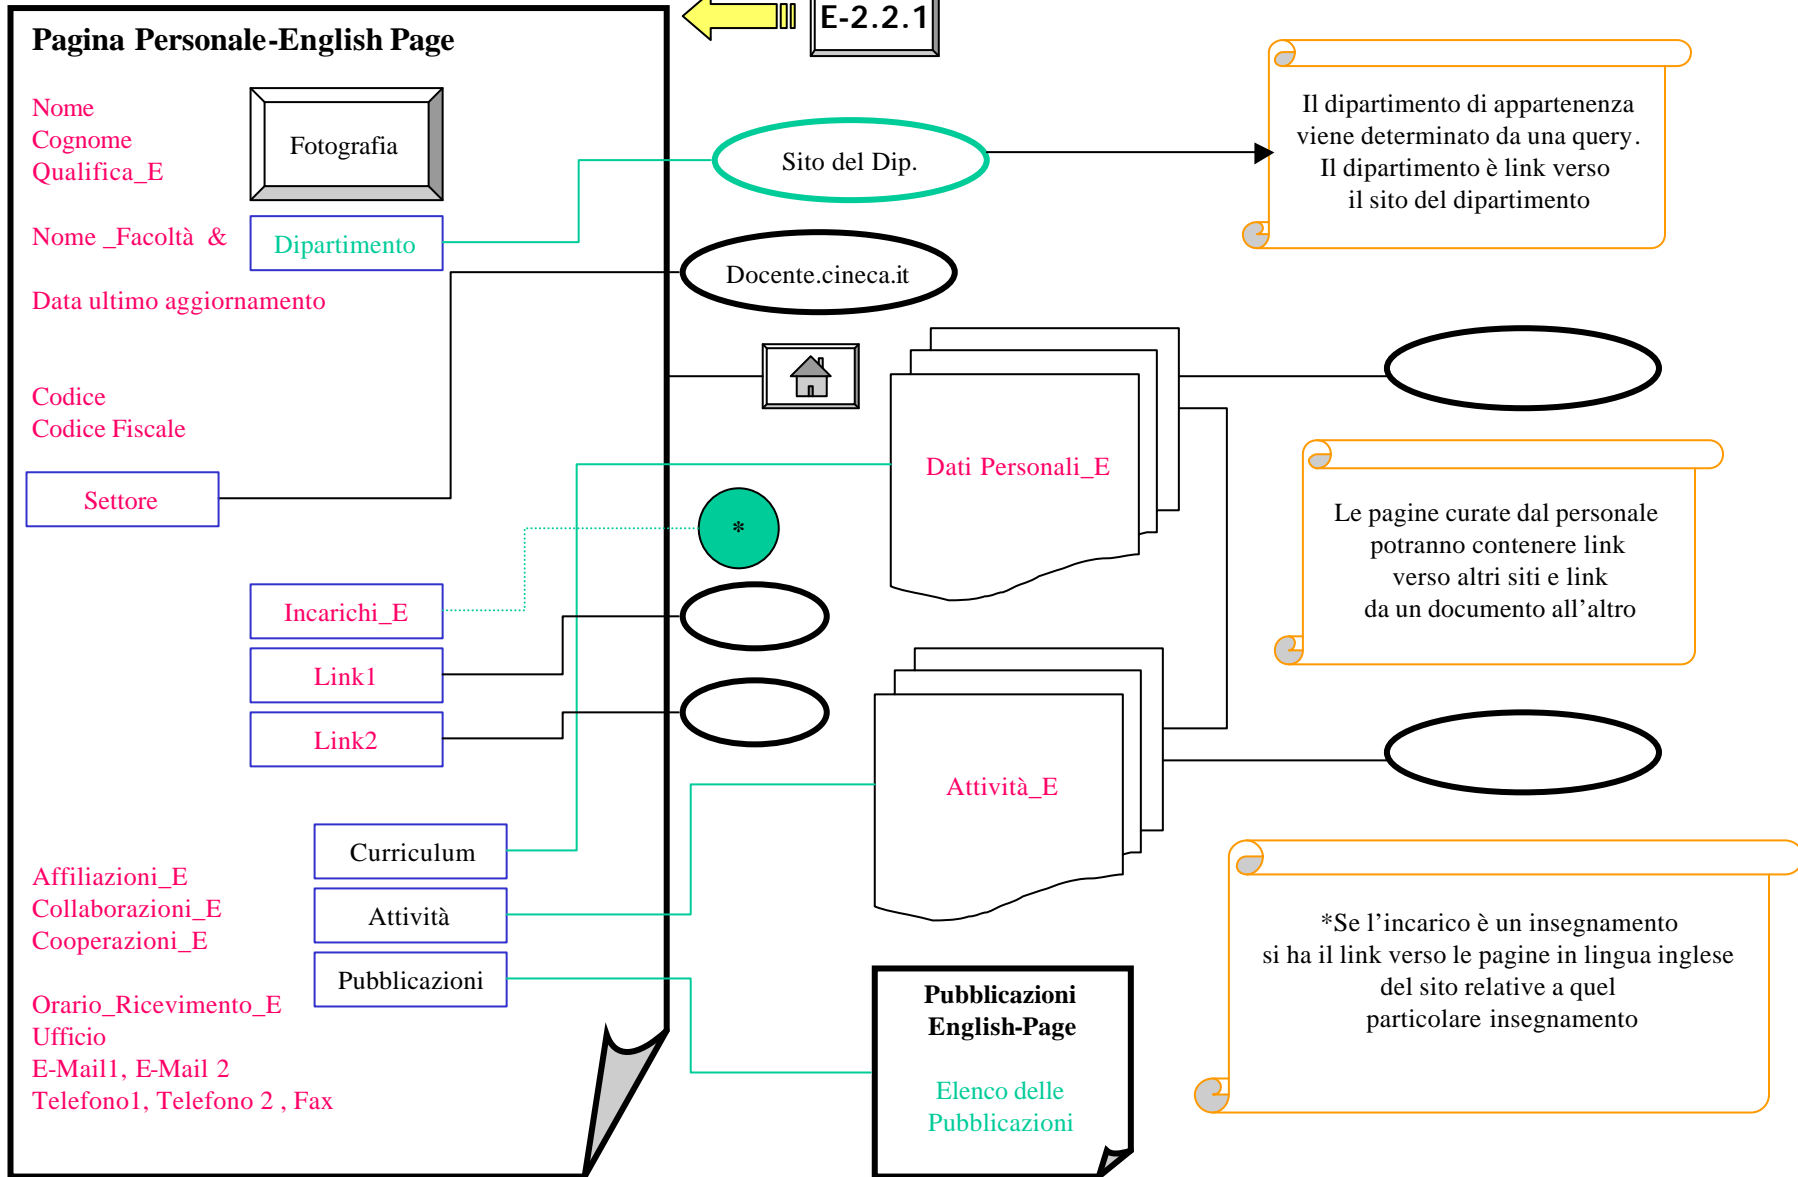 E-2.2.1
Pagina Personale-English Page
Nome
Cognome
Qualifica_E
Fotografia
Nome _Facoltà &
Dipartimento
Data ultimo aggiornamento
Codice
Codice Fiscale
Settore
Incarichi_E
Link1
Link2
Curriculum
Attività
Pubblicazioni
Affiliazioni_E
Collaborazioni_E
Cooperazioni_E
Orario_Ricevimento_E
Ufficio
E-Mail1, E-Mail 2
Telefono1, Telefono 2 , Fax
Sito del Dip.
Docente.cineca.it
*
Dati Personali_E
Attività_E
Pubblicazioni
English-Page
Elenco delle
Pubblicazioni
Il dipartimento di appartenenza
viene determinato da una query.
Il dipartimento è link verso
il sito del dipartimento
Le pagine curate dal personale
potranno contenere link
verso altri siti e link
da un documento all’altro
*Se l’incarico è un insegnamento
si ha il link verso le pagine in lingua inglese
del sito relative a quel
particolare insegnamento